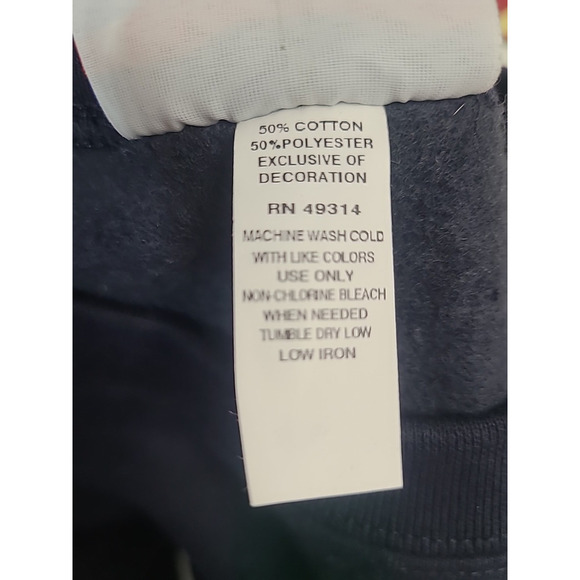 50% COTTON
50%POLYESTER
EXCLUSIVE OF
DECORATION
RN 49314
MACHINE WASH COLD
WITH LIKE COLORS
USE ONLY
NON-CHLORINE BLEACH
WHEN NEEDED
TUMBLE DRY LOW
LOW IRON